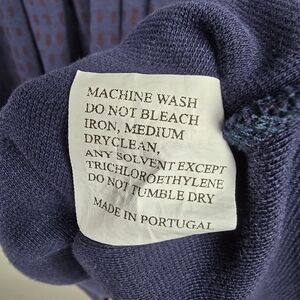 MACHINE WASH
DO NOT BLEACH
IRON, MEDIUM
DRYCLEAN,
ANY SOLVENT EXCEPT
TRICHLOROETHYLENE
DO NOT TUMBLE DRY
MADE IN PORTUGAL